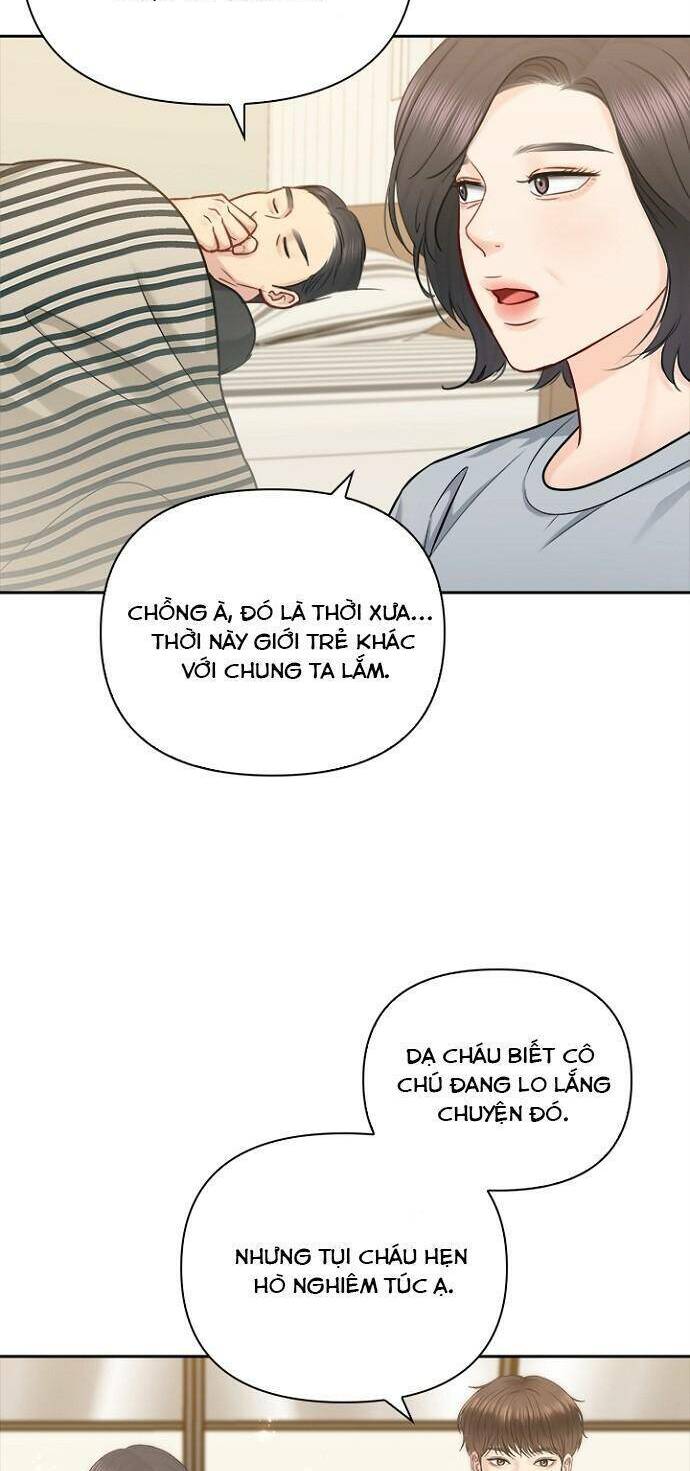 CHỒNG À, ĐÓ LÀ THỜI XƯA...
THỜI NÀY GIỚI TRẺ KHÁC
VỚI CHUNG TA LẮM.
DẠ CHÁU BIẾT CÔ
CHÚ ĐANG LO LẮNG
CHUYỆN ĐÓ.
NHƯNG TỤI CHÁU HẸN
HÒ NGHIÊM TÚC Ạ.